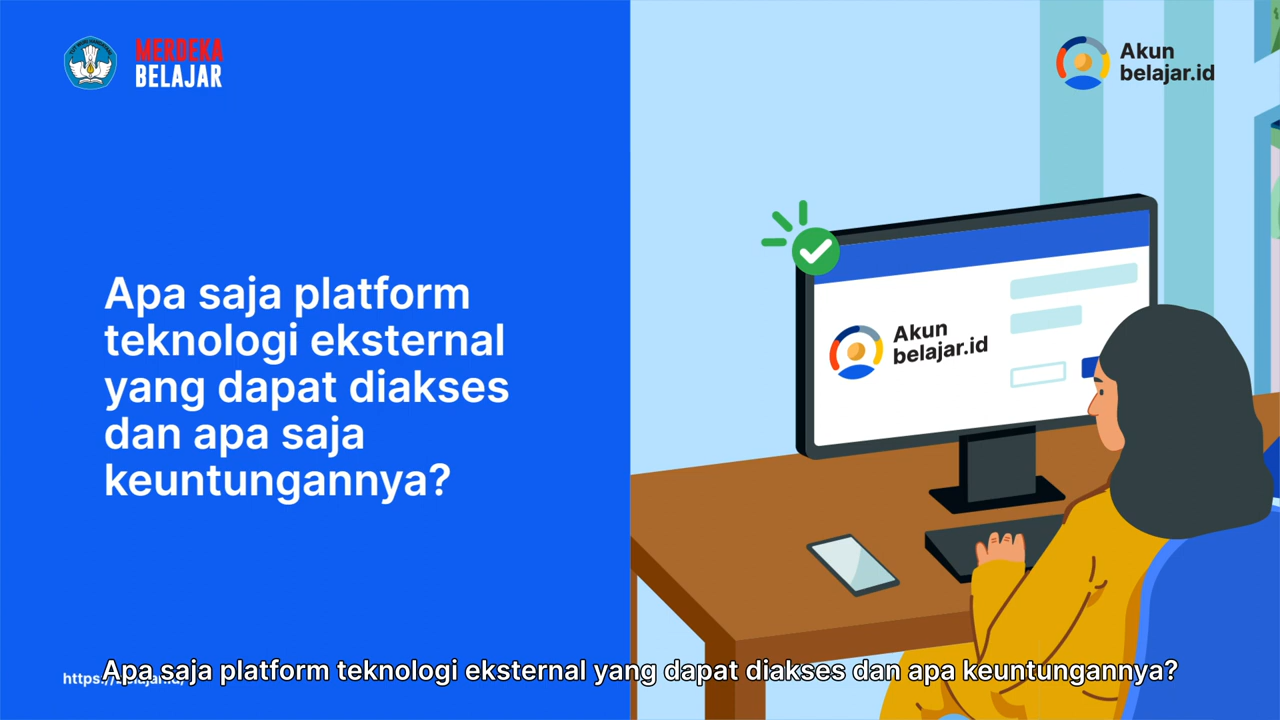 MERDEKA
BELAJAR
Akun
belajar.id
Apa saja platform
teknologi eksternal
yang dapat diakses
dan apa saja
keuntungannya?
Akun
belajar.id
Apa saja platform teknologi eksternal yang dapat diakses dan apa keuntungannya?